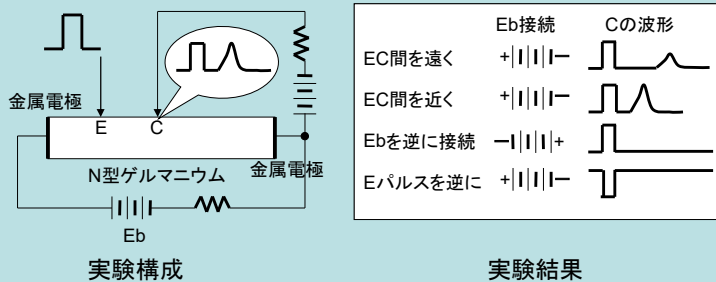 金属電極
E
C
N型ゲルマニウム
金属電極
Eb
実験構成
Eb接続 Cの波形
EC間を遠く + −
EC間を近く + −
Ebを逆に接続 − +
Eパルスを逆に + −
実験結果